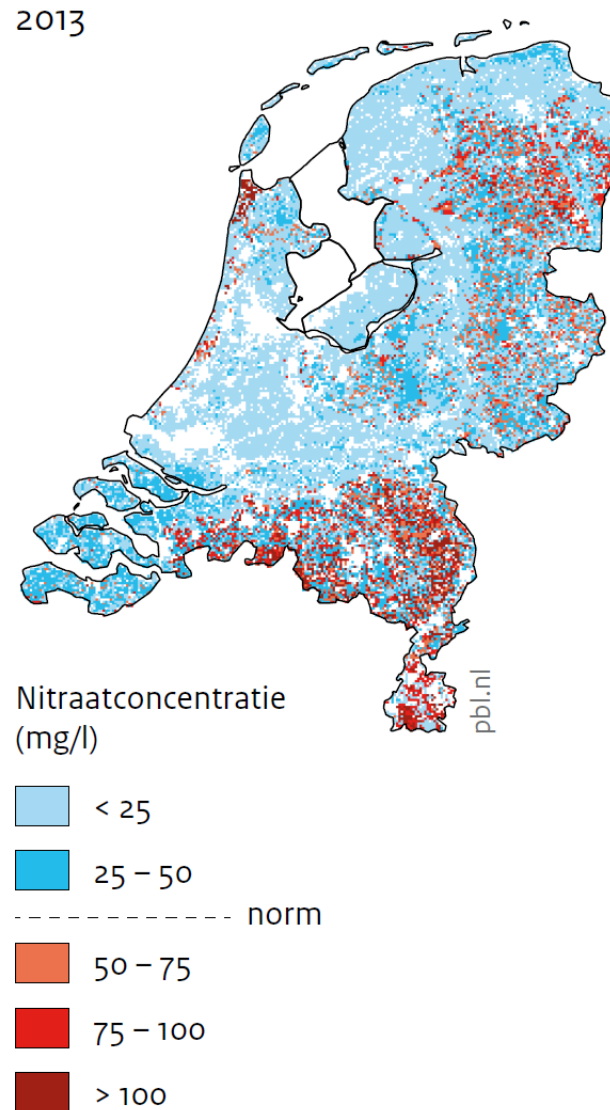 2013
pbl.nl
Nitraatconcentratie
(mg/l)
< 25
25 – 50
norm
50 – 75
75 – 100
> 100